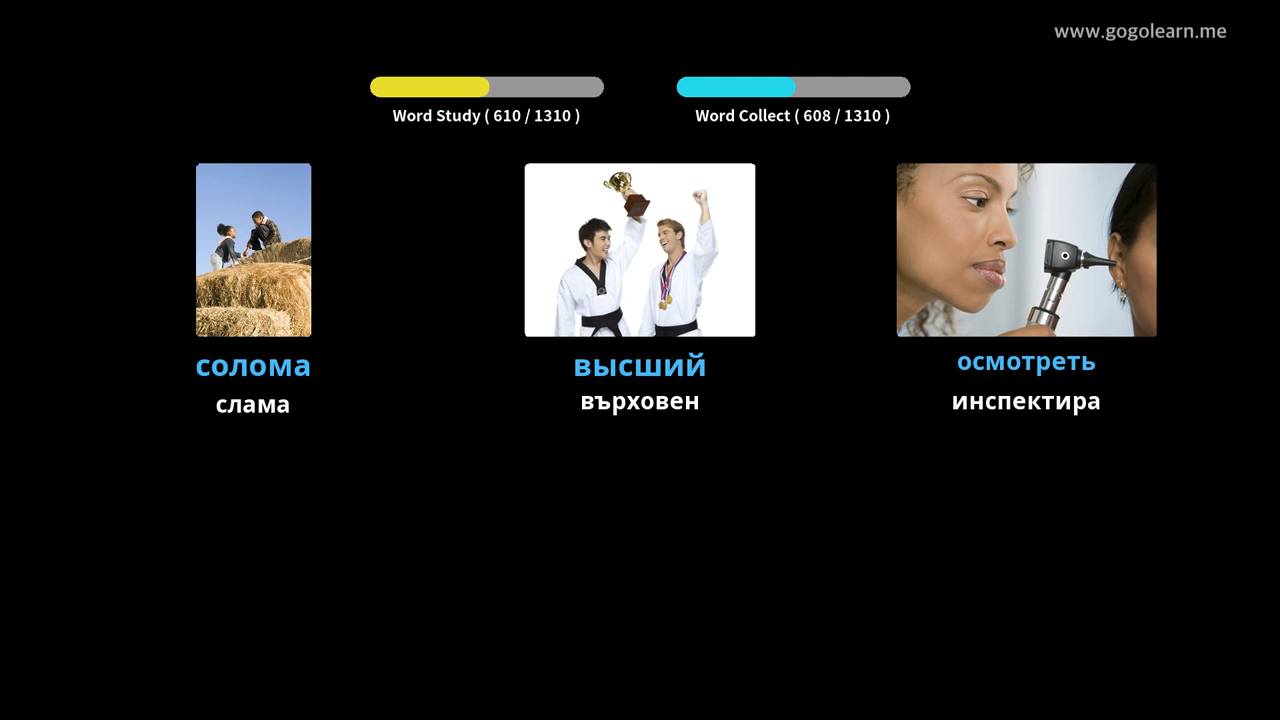 www.gogolearn.me
Word Study ( 610 / 1310 )
Word Collect ( 608 / 1310 )
солома
слама
высший
върховен
осмотреть
инспектира